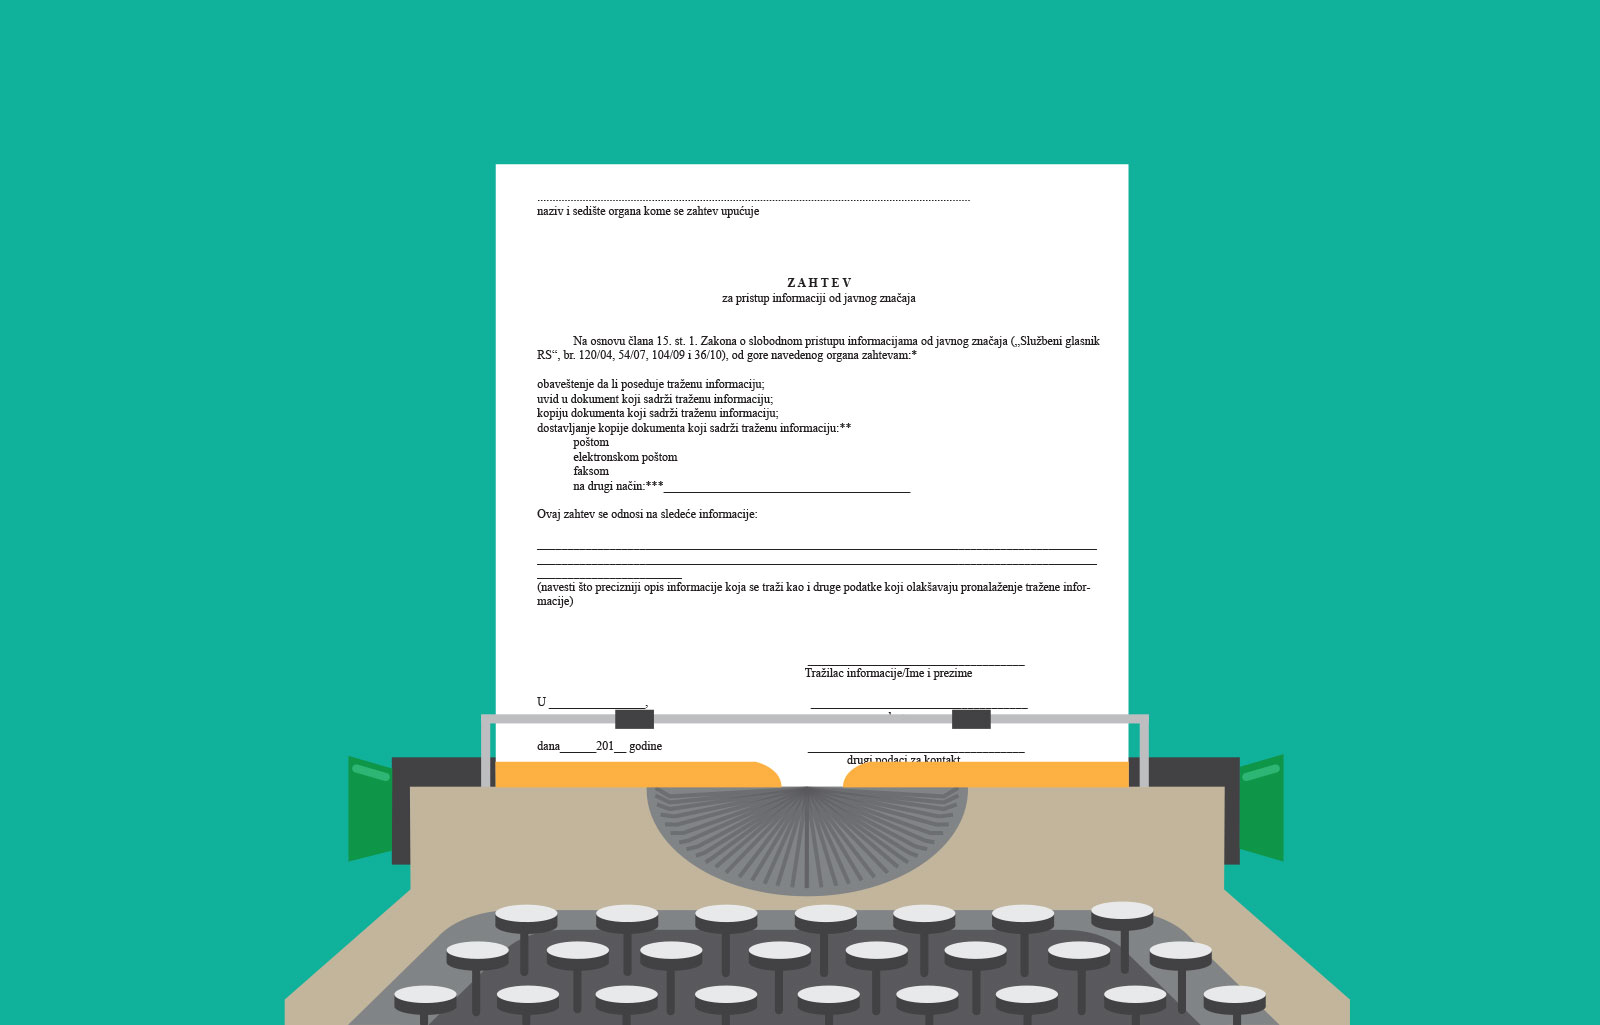 ................................................................................................................................................
naziv i sedište organa kome se zahtev upućuje
Z A H T E V
za pristup informaciji od javnog značaja
Na osnovu člana 15. st. 1. Zakona o slobodnom pristupu informacijama od javnog značaja („Službeni glasnik
RS“, br. 120/04, 54/07, 104/09 i 36/10), od gore navedenog organa zahtevam:*
obaveštenje da li poseduje traženu informaciju;
uvid u dokument koji sadrži traženu informaciju;
kopiju dokumenta koji sadrži traženu informaciju;
dostavljanje kopije dokumenta koji sadrži traženu informaciju:**
poštom
elektronskom poštom
faksom
na drugi način:***_________________________________________
Ovaj zahtev se odnosi na sledeće informacije:
(navesti što precizniji opis informacije koja se traži kao i druge podatke koji olakšavaju pronalaženje tražene infor-
macije)
Tražilac informacije/Ime i prezime
U ________________,
dana______201__ godine
drugi podaci za kontakt